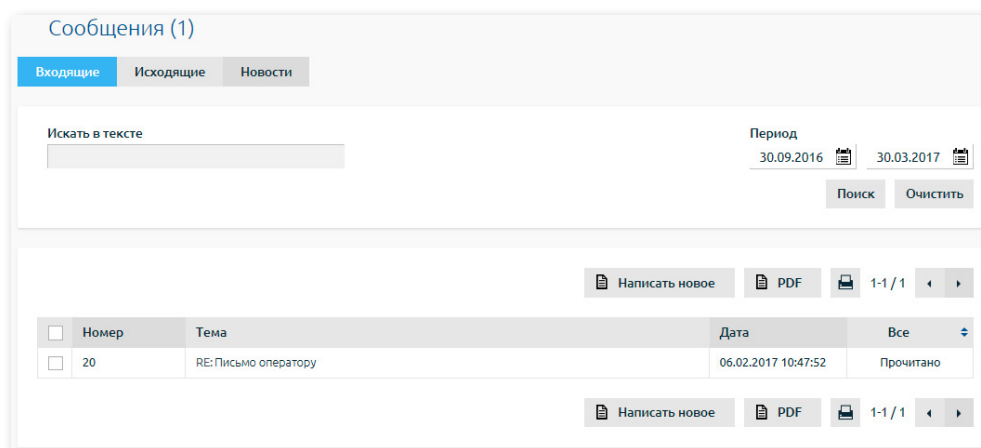 Сообщения (1)
Входящие Исходящие Новости
Искать в тексте Период
30.09.2016 30.03.2017
Поиск Очистить
Написать новое PDF 1-1 / 1
Номер Тема Дата Все
20 RE: Письмо оператору 06.02.2017 10:47:52 Прочитано
Написать новое PDF 1-1 / 1